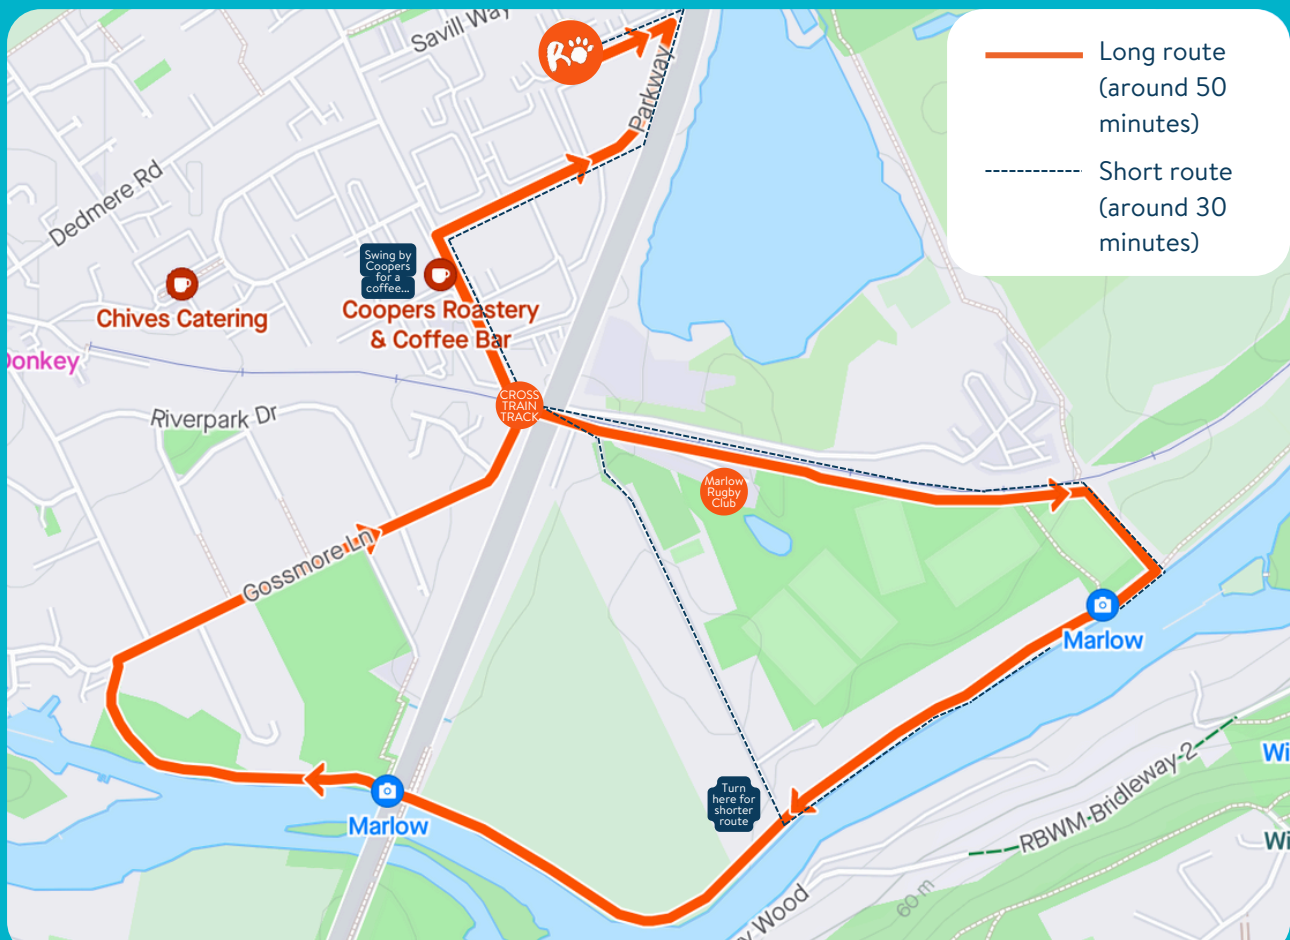 Savill Way
R
Long route
(around 50
minutes)
Short route
(around 30
minutes)
Parkway
Dedmere Rd
Swing by
Coopers
for a
coffee...
Chives Catering
Coopers Roastery
& Coffee Bar
Donkey
CROSS
TRAIN
TRACK
Riverpark Dr
Marlow
Rugby
Club
Gossmore Ln
Marlow
Turn
here for
shorter
route
Marlow
RBWM-Bridleway-2
Wi
Wi
60 m
y Wood